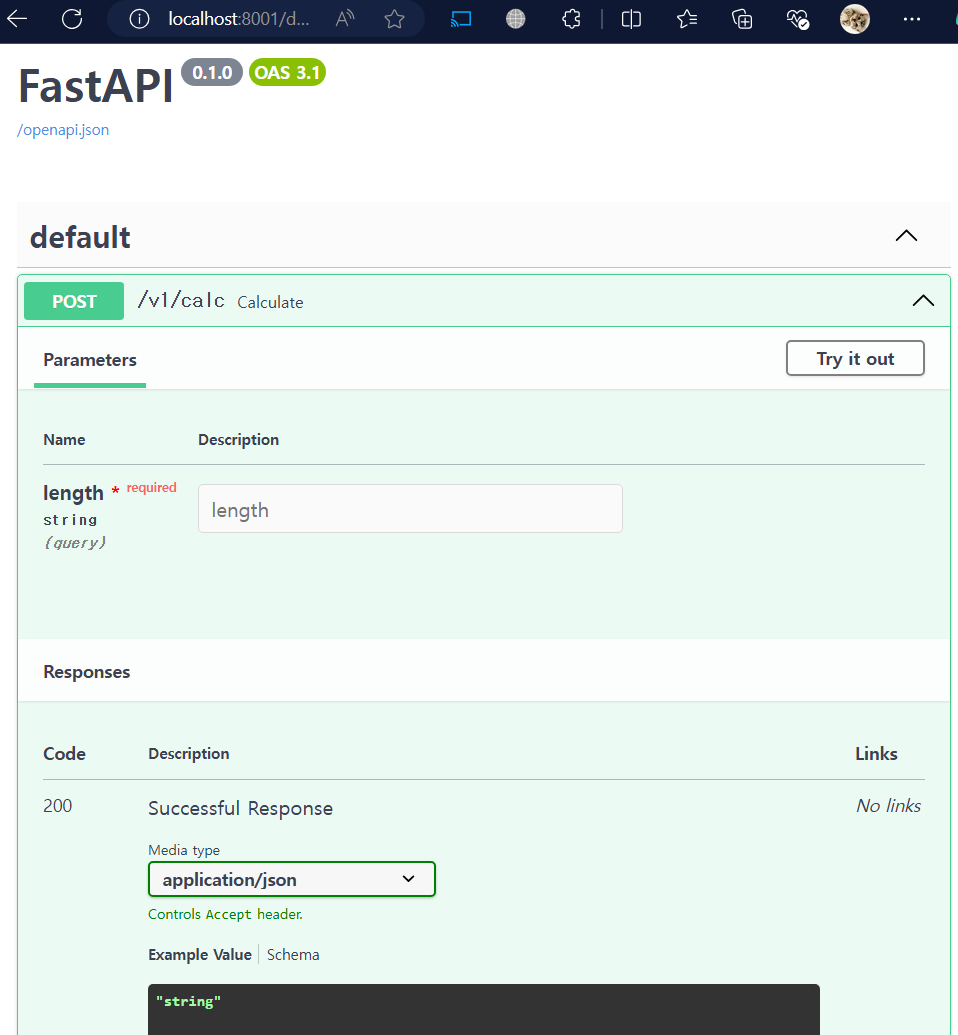 localhost:8001/d...
FastAPI 0.1.0 OAS 3.1
/openapi.json
default
POST /v1/calc Calculate
Parameters Try it out
Name Description
length * required length
string
(query)
Responses
Code Description Links
200 Successful Response No links
Media type
application/json
Controls Accept header.
Example Value Schema
"string"